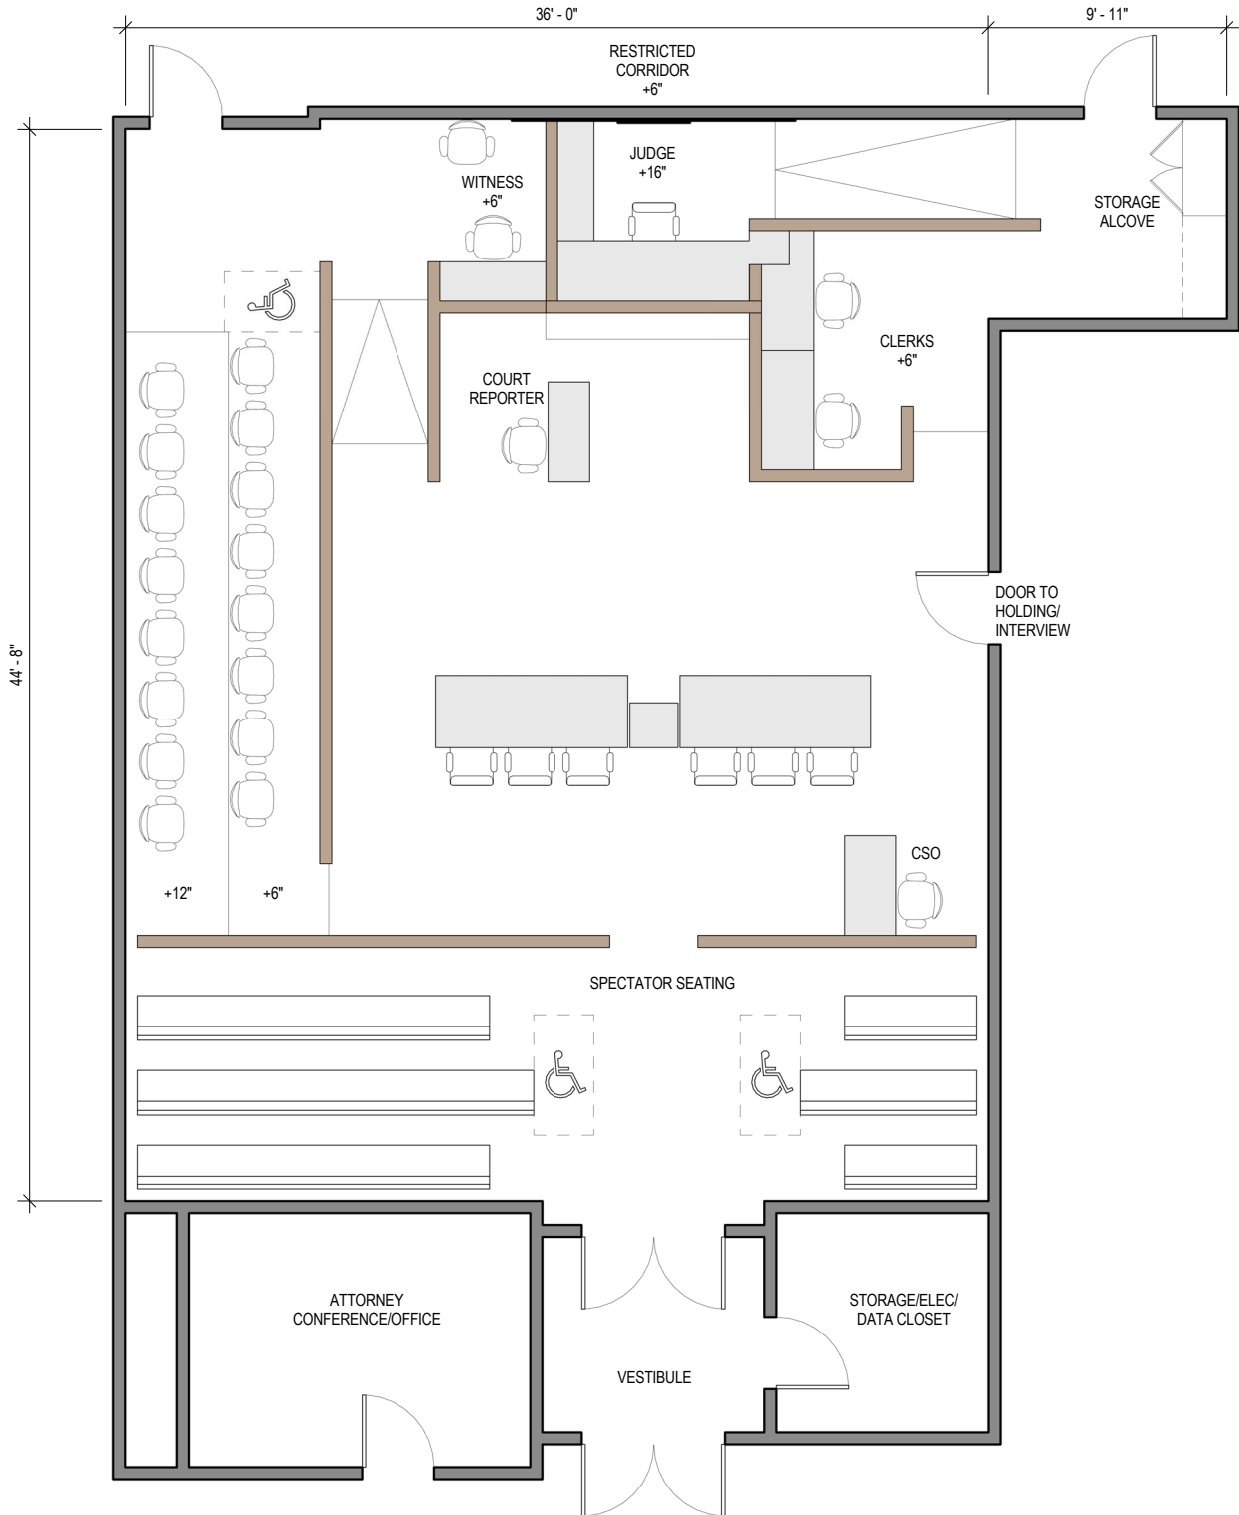 36' - 0"
9' - 11"
RESTRICTED
CORRIDOR
+6"
JUDGE
+16"
WITNESS
+6"
STORAGE
ALCOVE
CLERKS
+6"
COURT
REPORTER
DOOR TO
HOLDING/
INTERVIEW
44' - 8"
CSO
+12"
+6"
SPECTATOR SEATING
ATTORNEY
CONFERENCE/OFFICE
STORAGE/ELEC/
DATA CLOSET
VESTIBULE